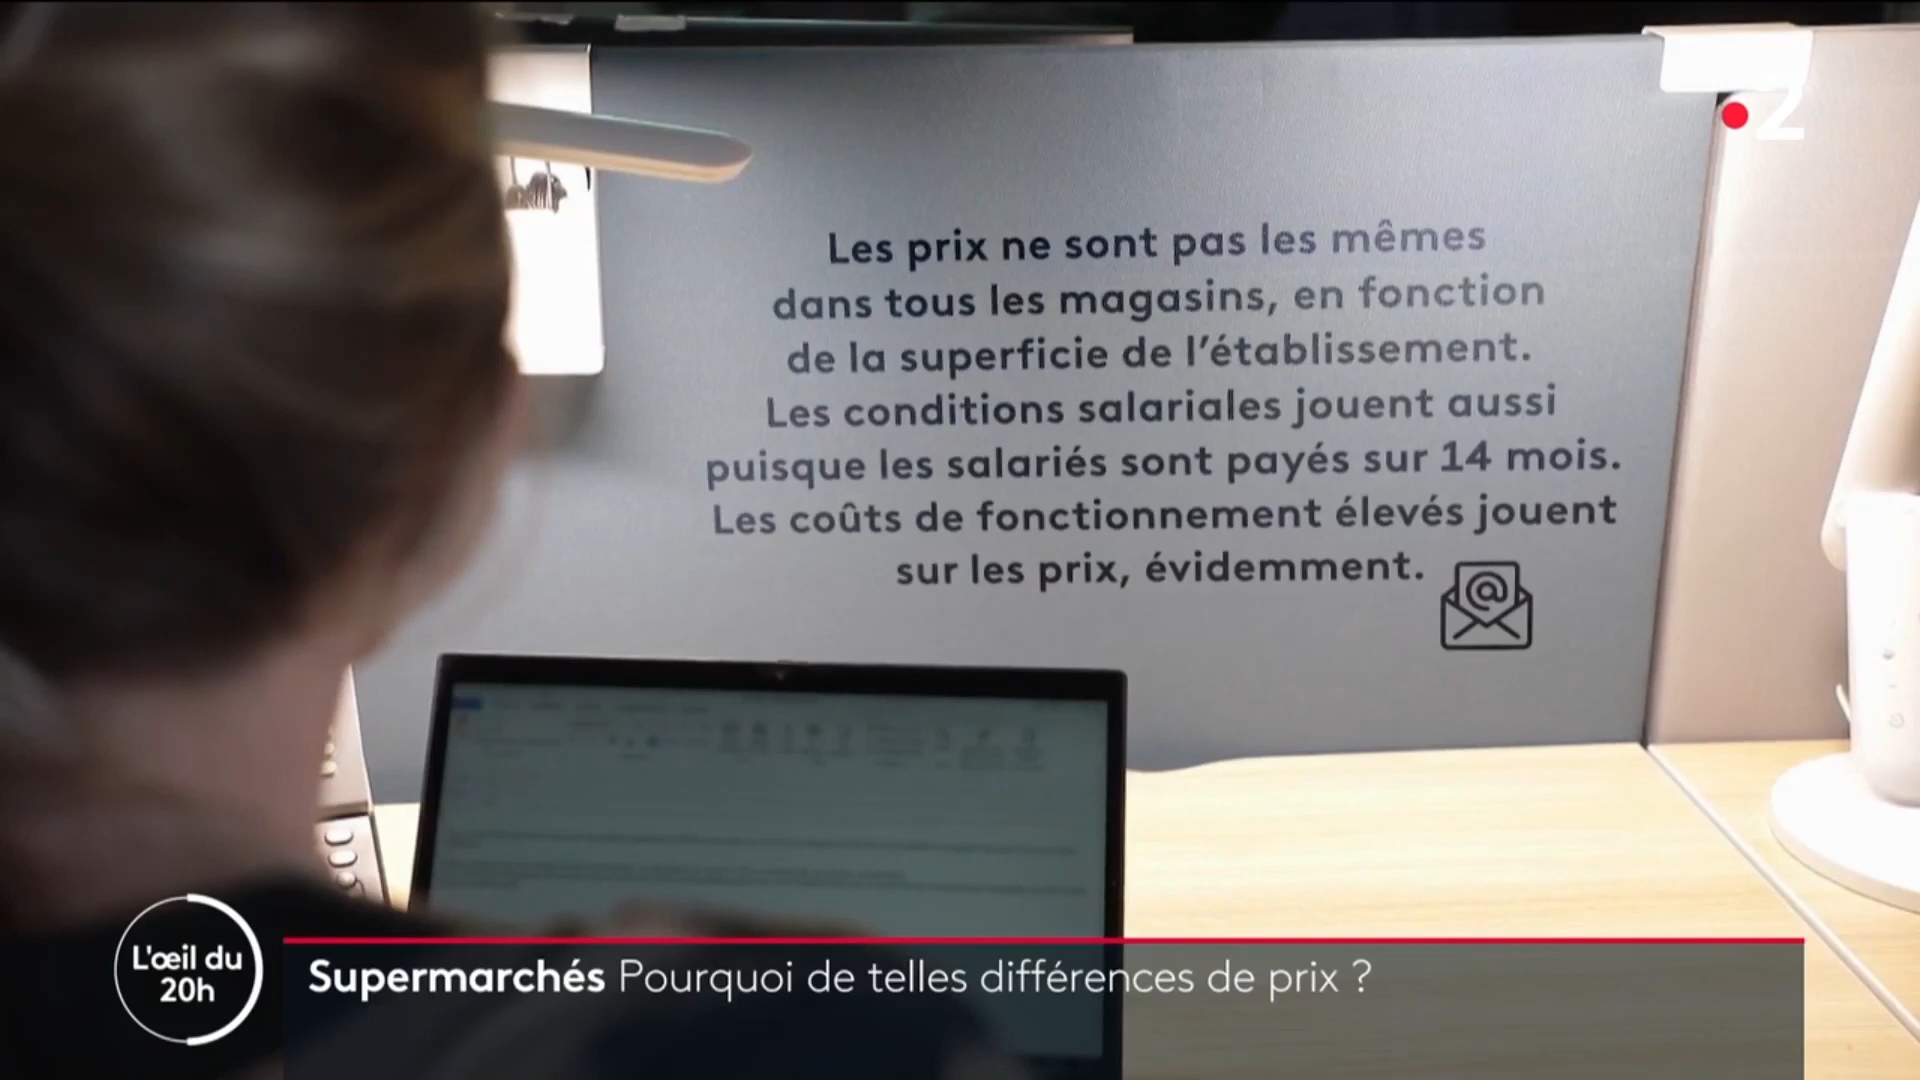 2
Les prix ne sont pas les mêmes
dans tous les magasins, en fonction
de la superficie de l'établissement.
Les conditions salariales jouent aussi
puisque les salariés sont payés sur 14 mois.
Les coûts de fonctionnement élevés jouent
sur les prix, évidemment.
@
L'œil du
20h
Supermarchés Pourquoi de telles différences de prix ?